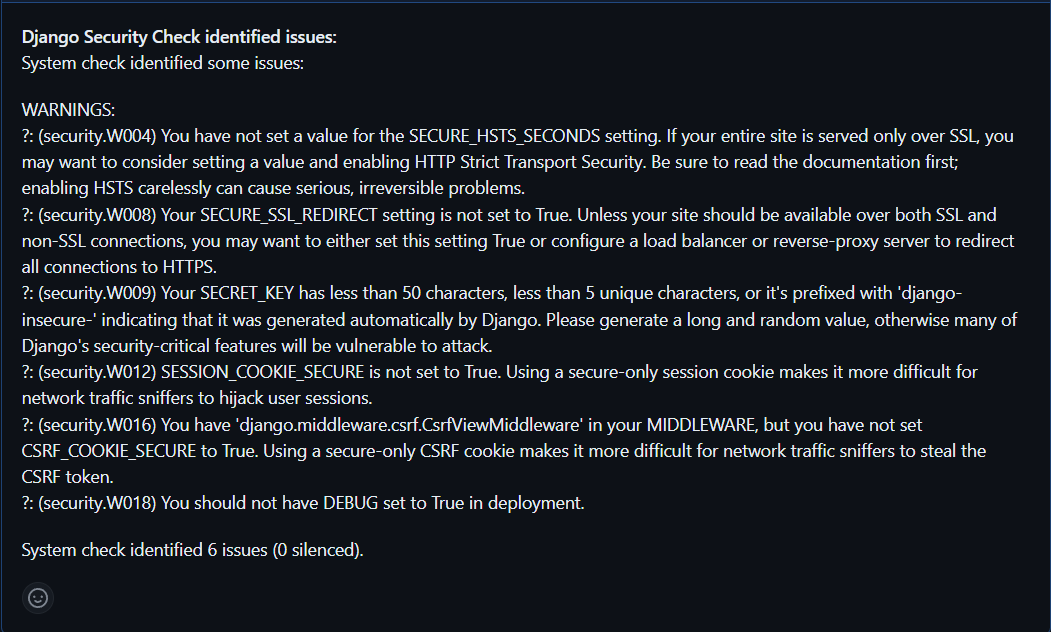 Django Security Check identified issues:
System check identified some issues:
WARNINGS:
?: (security.W004) You have not set a value for the SECURE_HSTS_SECONDS setting. If your entire site is served only over SSL, you
may want to consider setting a value and enabling HTTP Strict Transport Security. Be sure to read the documentation first;
enabling HSTS carelessly can cause serious, irreversible problems.
?: (security.W008) Your SECURE_SSL_REDIRECT setting is not set to True. Unless your site should be available over both SSL and
non-SSL connections, you may want to either set this setting True or configure a load balancer or reverse-proxy server to redirect
all connections to HTTPS.
?: (security.W009) Your SECRET_KEY has less than 50 characters, less than 5 unique characters, or it's prefixed with 'django-
insecure-' indicating that it was generated automatically by Django. Please generate a long and random value, otherwise many of
Django's security-critical features will be vulnerable to attack.
?: (security.W012) SESSION_COOKIE_SECURE is not set to True. Using a secure-only session cookie makes it more difficult for
network traffic sniffers to hijack user sessions.
?: (security.W016) You have 'django.middleware.csrf.CsrfViewMiddleware' in your MIDDLEWARE, but you have not set
CSRF_COOKIE_SECURE to True. Using a secure-only CSRF cookie makes it more difficult for network traffic sniffers to steal the
CSRF token.
?: (security.W018) You should not have DEBUG set to True in deployment.
System check identified 6 issues (0 silenced).